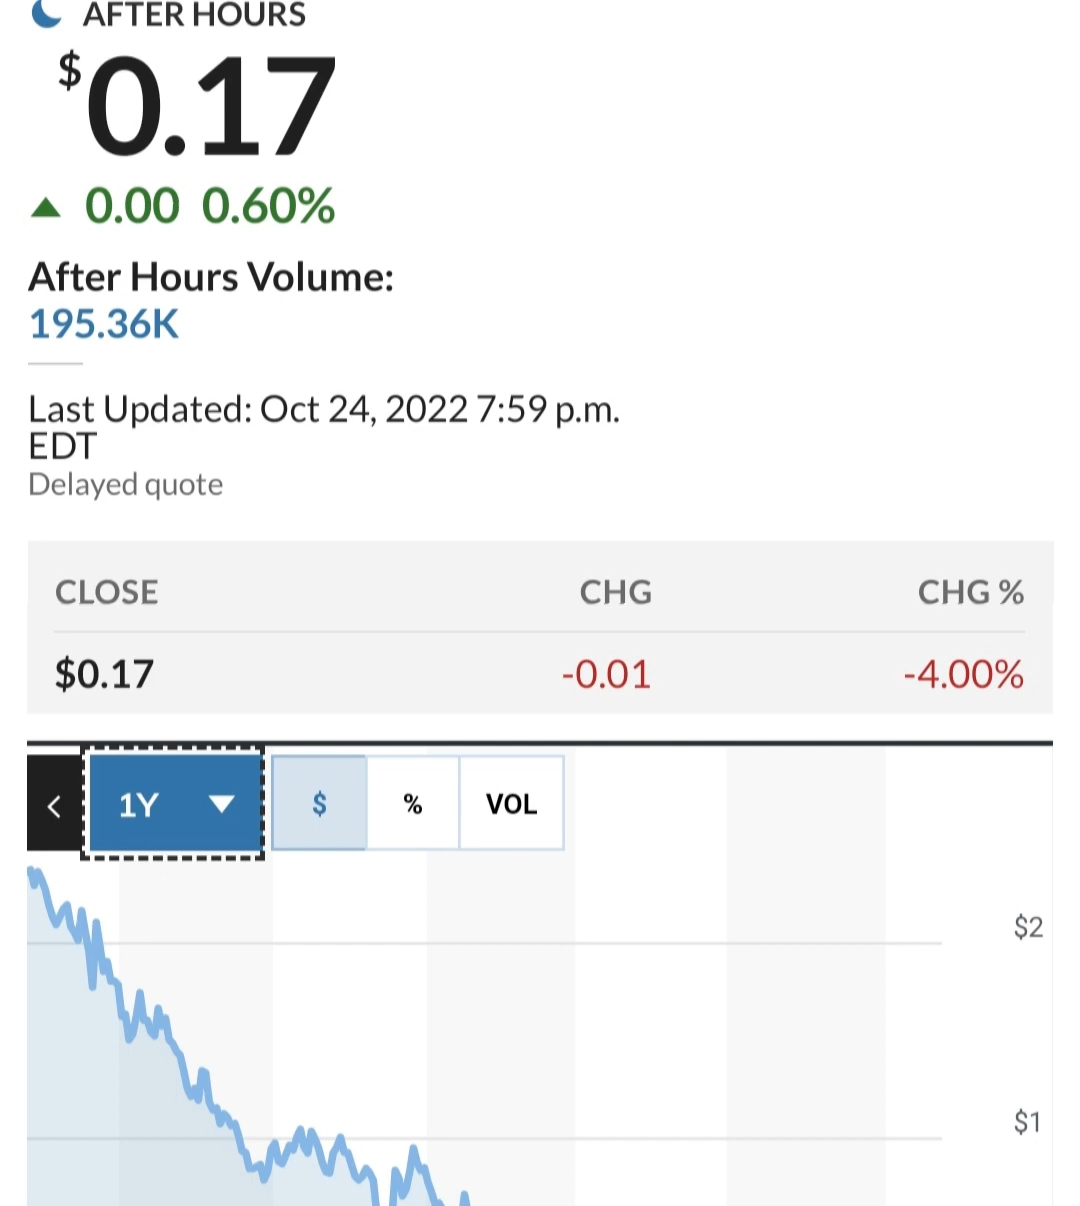 AFTER HOURS
$0.17
0.00 0.60%
After Hours Volume:
195.36K
Last Updated: Oct 24, 2022 7:59 p.m.
EDT
Delayed quote
CLOSE CHG CHG %
$0.17 -0.01 -4.00%
1Y $ % VOL
$2
$1